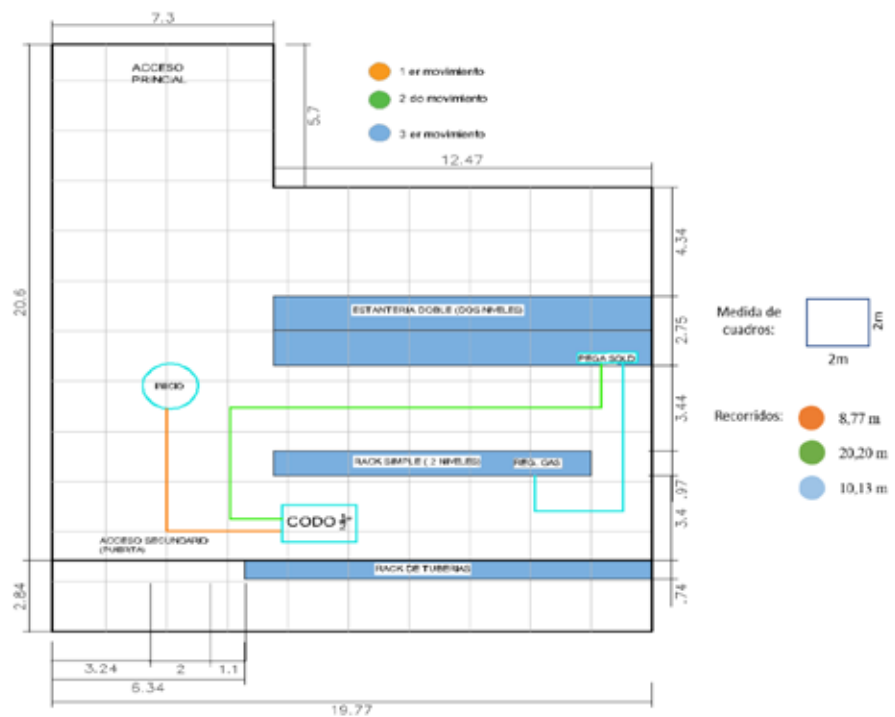 7.3
ACCESO
PRINCIAL
1 er movimiento
2 do movimiento
3 er movimiento
5.7
12.47
20.6
4.34
ESTANTERIA DOBLE (DOS NIVELES)
2.75
Medida de
cuadros:
2m
2m
PEGA SOLD
INICIO
3.44
Recorridos:
8,77 m
20,20 m
10,13 m
RACK SIMPLE ( 2 NIVELES)
REG. GAS
.97
CODO
3.4
ACCESO SECUNDARIO
(PUERTA)
RACK DE TUBERIAS
2.84
.74
3.24
2
1.1
6.34
19.77